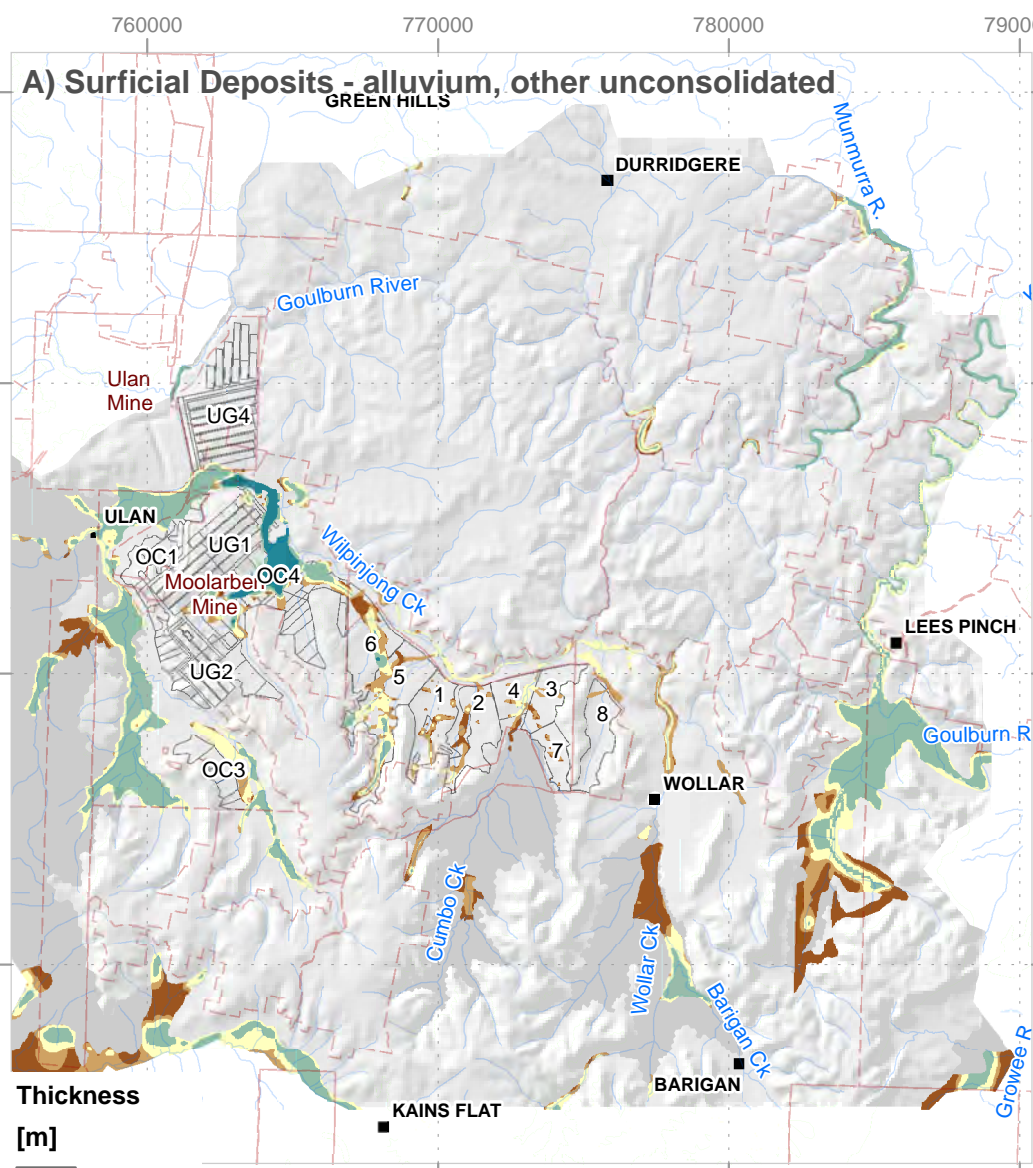 760000
770000
780000
79000
A) Surficial Deposits - alluvium, other unconsolidated
GREEN HILLS
DURRIDGERE
Munmurra R.
Goulburn River
Ulan
Mine
UG4
ULAN
OC1
UG1
Moolarben
Mine
OC4
Wilpinjong Ck
UG2
6
5
1
2
4
3
8
7
LEES PINCH
Goulburn R
OC3
WOLLAR
Cumbo Ck
Wollar Ck
Barigan Ck
BARIGAN
Growee R
KAINS FLAT
Thickness
[m]